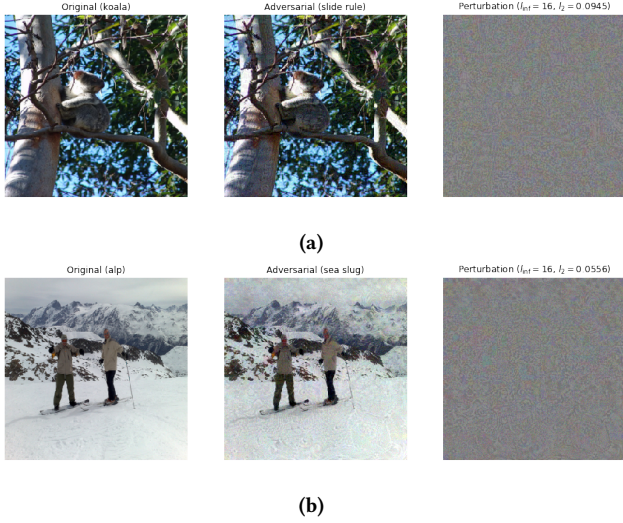 Original (koala)
Adversarial (slide rule)
Perturbation (l_inf = 16, l_2 = 0.0945)
(a)
Original (alp)
Adversarial (sea slug)
Perturbation (l_inf = 16, l_2 = 0.0556)
(b)